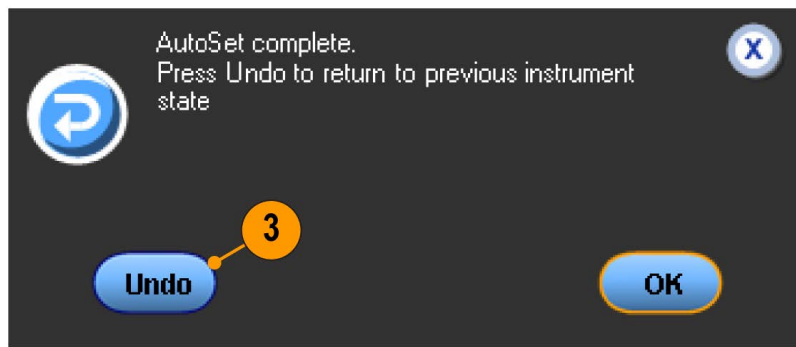 AutoSet complete.
Press Undo to return to previous instrument
state
X
3
Undo
OK